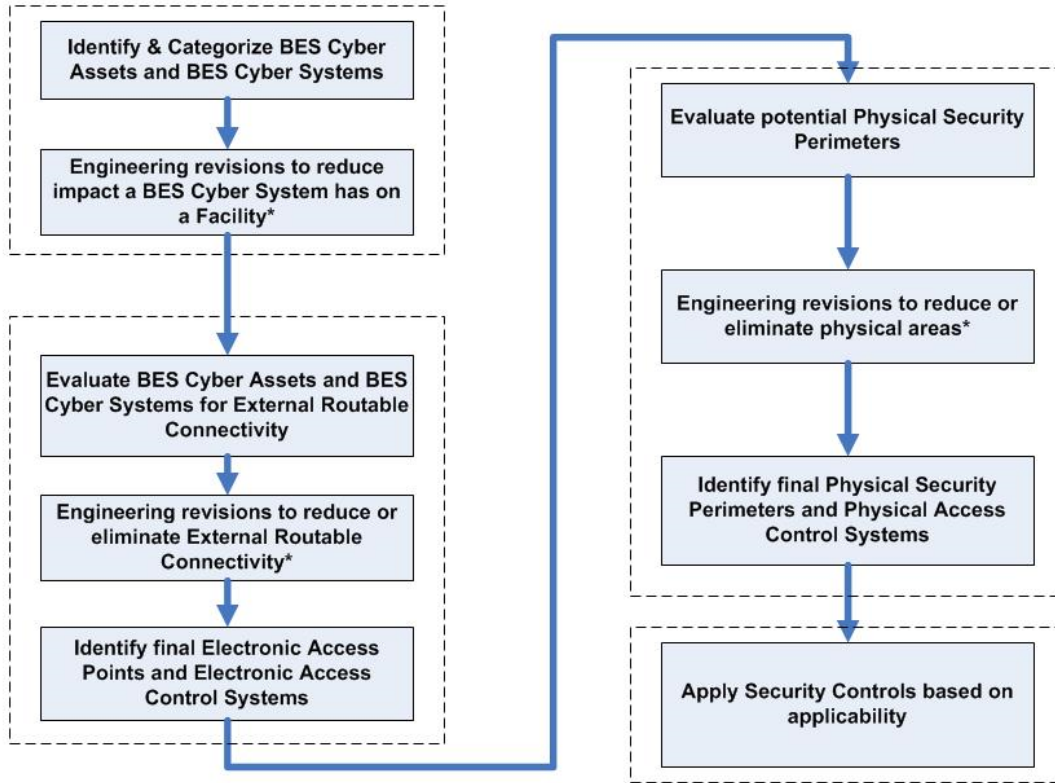 Identify & Categorize BES Cyber
Assets and BES Cyber Systems
Engineering revisions to reduce
impact a BES Cyber System has on
a Facility*
Evaluate BES Cyber Assets and BES
Cyber Systems for External Routable
Connectivity
Engineering revisions to reduce or
eliminate External Routable
Connectivity*
Identify final Electronic Access
Points and Electronic Access
Control Systems
Evaluate potential Physical Security
Perimeters
Engineering revisions to reduce or
eliminate physical areas*
Identify final Physical Security
Perimeters and Physical Access
Control Systems
Apply Security Controls based on
applicability